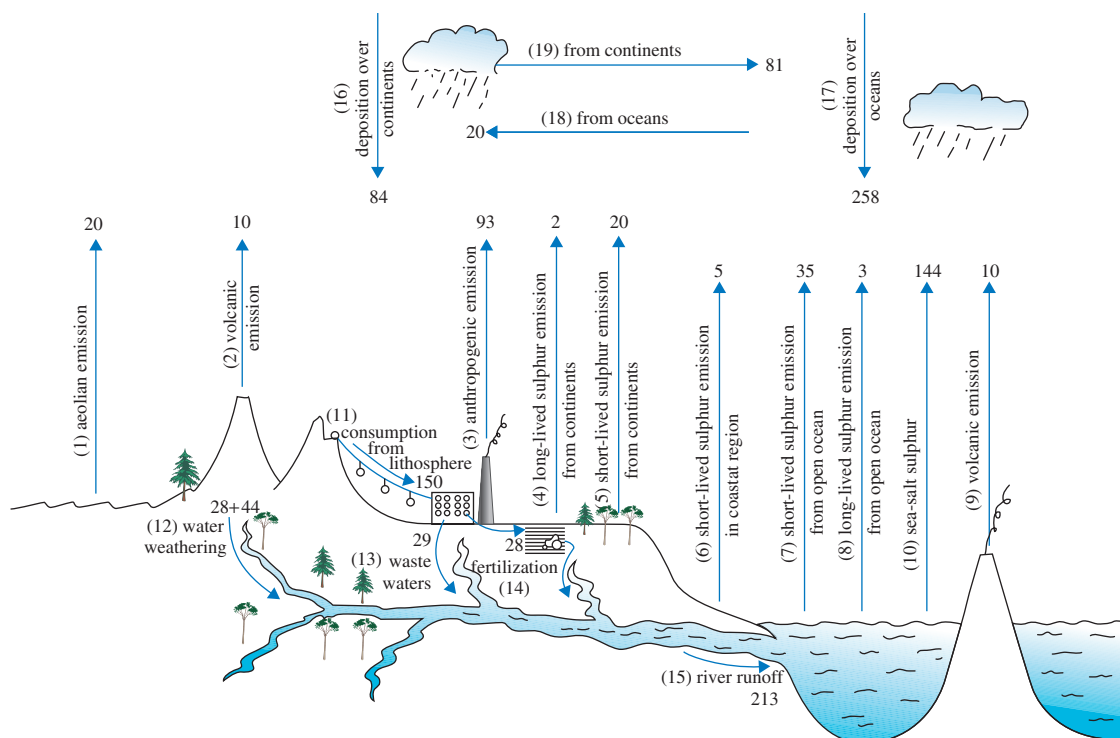 (16)
deposition over
continents
84
(19) from continents
81
(18) from oceans
20
(17)
deposition over
oceans
258
20
(1) aeolian emission
10
(2) volcanic
emission
93
(3) anthropogenic emission
2
(4) long-lived sulphur emission
from continents
20
(5) short-lived sulphur emission
from continents
5
(6) short-lived sulphur emission
in coastat region
35
(7) short-lived sulphur emission
from open ocean
3
(8) long-lived sulphur emission
from open ocean
144
(10) sea-salt sulphur
10
(9) volcanic emission
(11)
consumption
from
lithosphere
150
28+44
(12) water
weathering
29
(13) waste
waters
28
fertilization
(14)
(15) river runoff
213